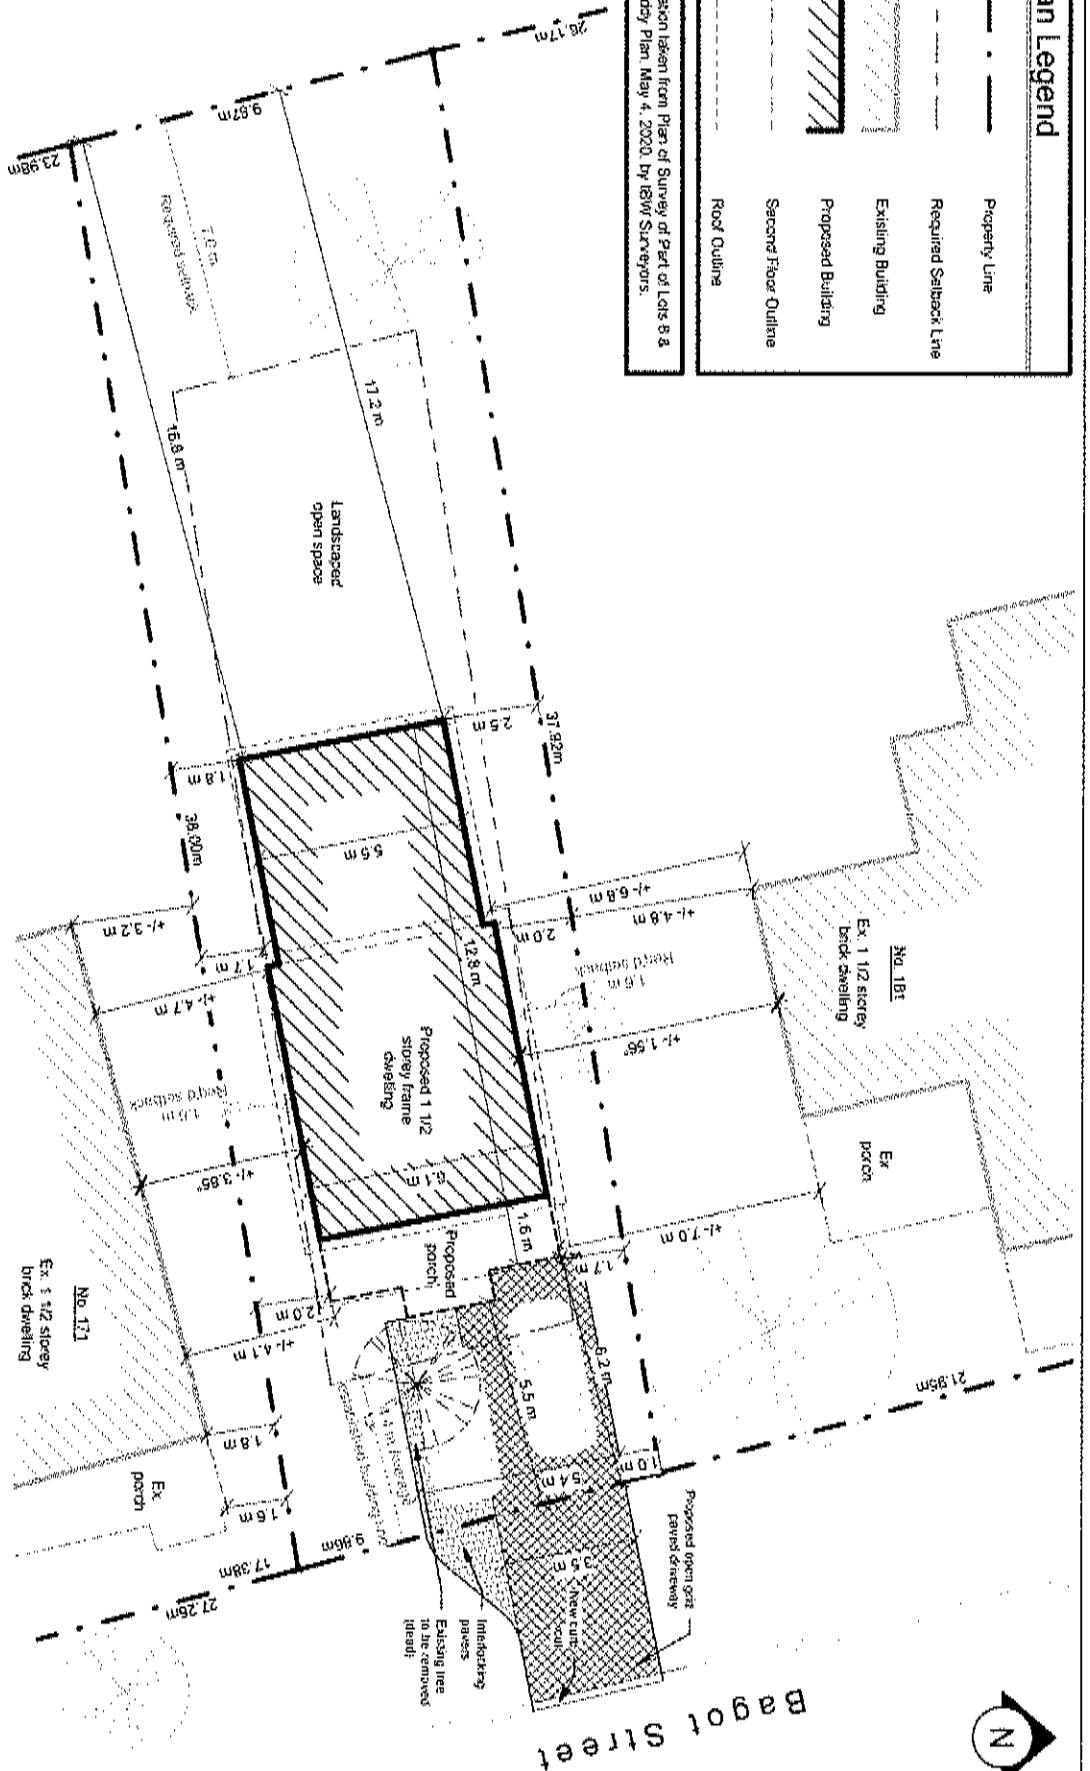 an Legend
Property Line
Required Setback Line
Existing Building
Proposed Building
Second Floor Outline
Roof Outline
ation taken from Plan of Survey of Part of Lots 8 &
ddy Plan, May 4, 2020, by IBW Surveyors.
26.17m
9.87m
23.98m
Required setback
17.2 m
16.8 m
Landscaped
open space
37.92m
2.5 m
1.8 m
38.00m
5.5 m
+/- 6.8 m
+/- 4.8 m
2.0 m
12.8 m
+/- 3.2 m
1.7 m
+/- 4.7 m
Req'd setback
1.6 m
+/- 1.56"
No. 181
Ex. 1 1/2 storey
brick dwelling
Ex
porch
Proposed 1 1/2
storey frame
dwelling
Req'd setback
+/- 3.85"
6.1 m
1.6 m
Proposed
porch
+/- 7.0 m
1.7 m
2.0 m
+/- 4.1 m
No. 171
Ex. 1 1/2 storey
brick dwelling
6.2 m
5.5 m
21.95m
1.0 m
5.4 m
1.8 m
Ex
porch
1.6 m
9.86m
17.38m
27.26m
3.5 m
New curb
cut
Proposed open grid
paved driveway
Interlocking
pavers
Existing tree
to be removed
(dead)
Bagot Street
N